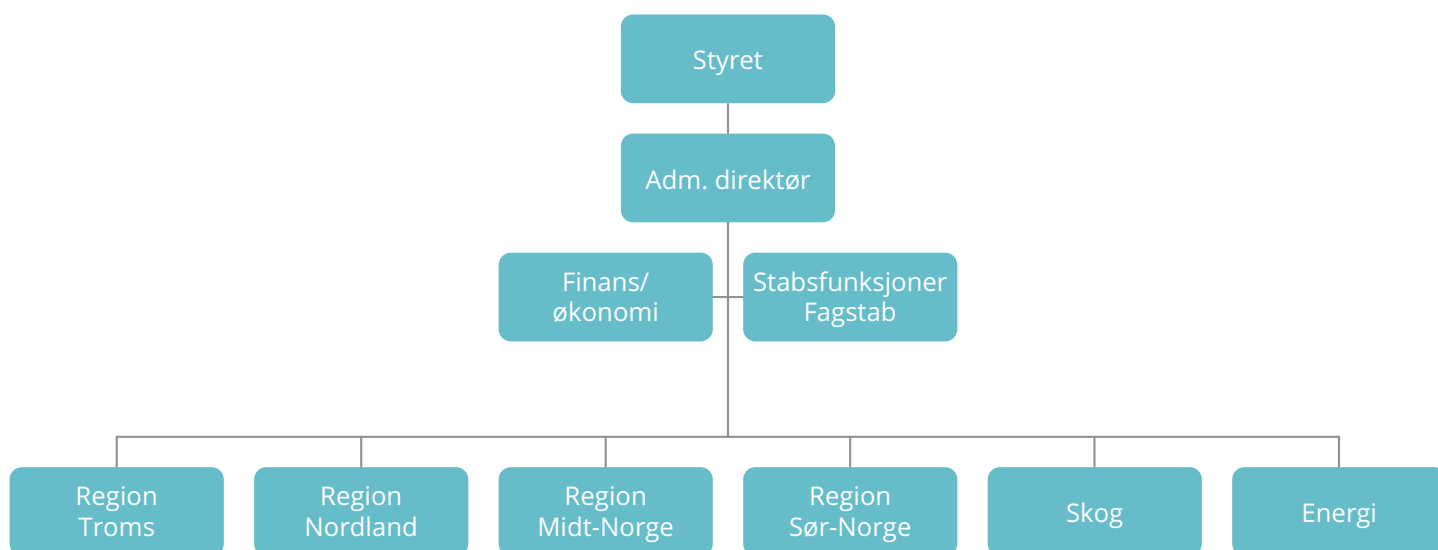 Styret
Adm. direktør
Finans/
økonomi
Stabsfunksjoner
Fagstab
Region
Troms
Region
Nordland
Region
Midt-Norge
Region
Sør-Norge
Skog
Energi